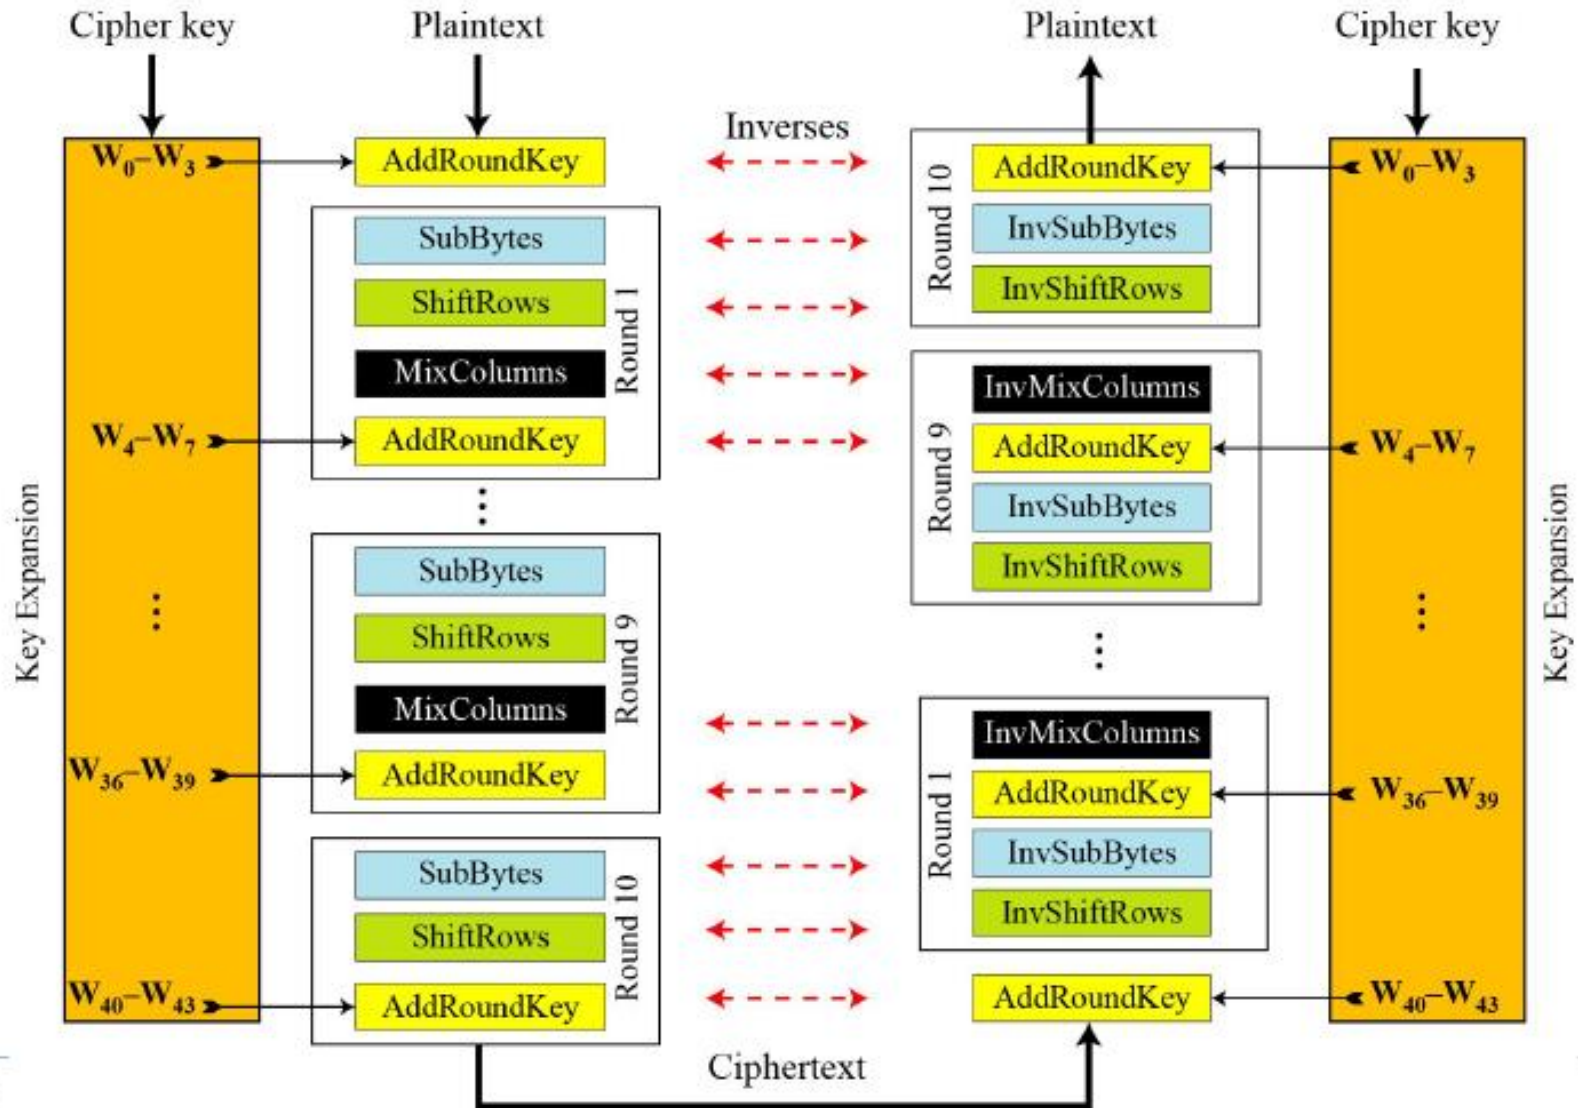 Cipher key
Plaintext
Plaintext
Cipher key
Inverses
W0–W3
AddRoundKey
SubBytes
ShiftRows
MixColumns
AddRoundKey
Round 1
W4–W7
SubBytes
ShiftRows
MixColumns
AddRoundKey
Round 9
W36–W39
SubBytes
ShiftRows
AddRoundKey
Round 10
W40–W43
Key Expansion
Ciphertext
AddRoundKey
InvSubBytes
InvShiftRows
Round 10
W0–W3
InvMixColumns
AddRoundKey
InvSubBytes
InvShiftRows
Round 9
W4–W7
InvMixColumns
AddRoundKey
InvSubBytes
InvShiftRows
Round 1
W36–W39
AddRoundKey
W40–W43
Key Expansion